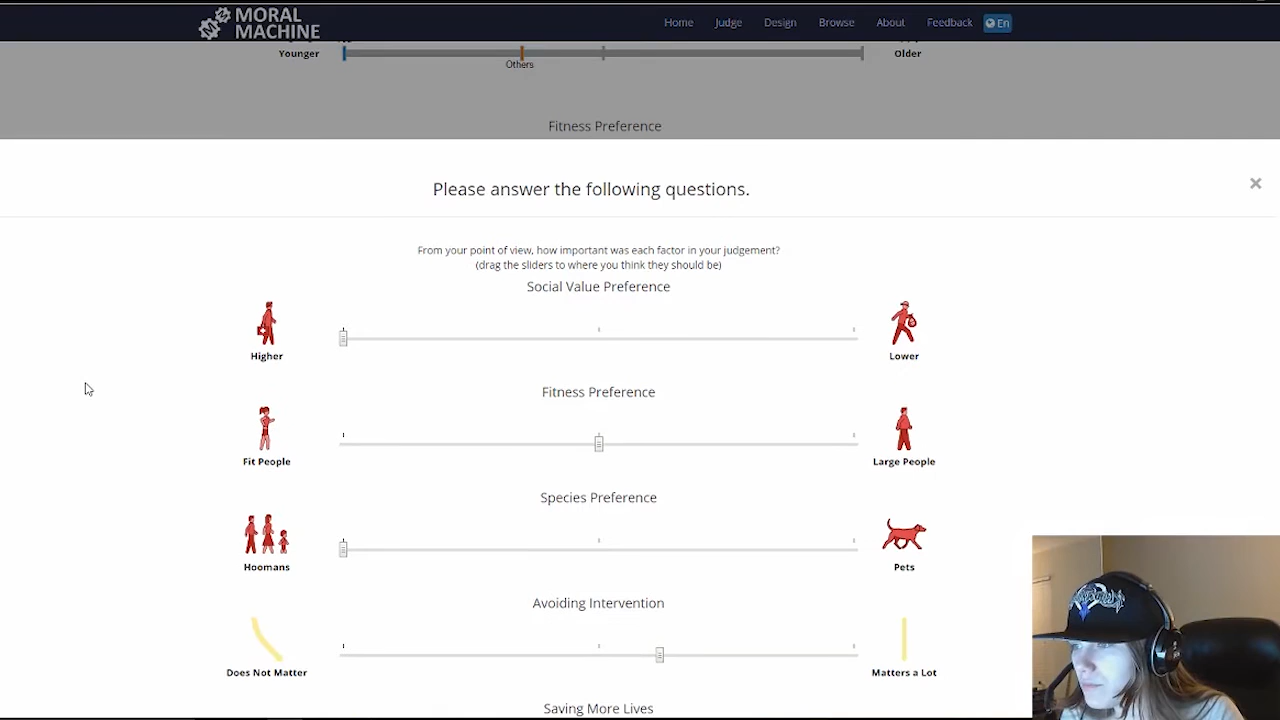 MORAL
MACHINE
Home Judge Design Browse About Feedback En
Younger Older
Others
Fitness Preference
Please answer the following questions.
×
From your point of view, how important was each factor in your judgement?
(drag the sliders to where you think they should be)
Social Value Preference
Higher Lower
Fitness Preference
Fit People Large People
Species Preference
Hoomans Pets
Avoiding Intervention
Does Not Matter Matters a Lot
Saving More Lives